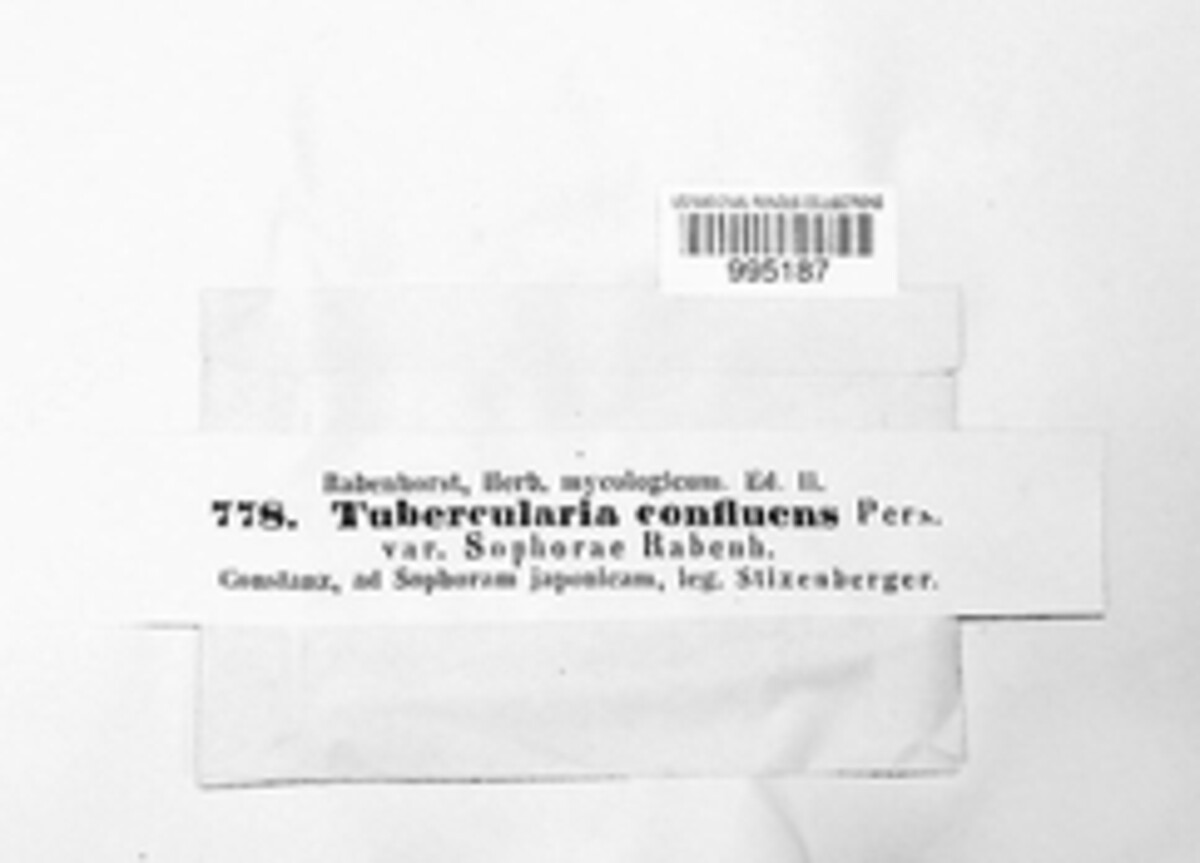 995187
Rabenhorst, Herb. mycologicum. Ed. II.
778. Tubercularia confluens Pers.
var. Sophorae Rabenh.
Constanz, ad Sophoram japonicam, leg. Stizenberger.